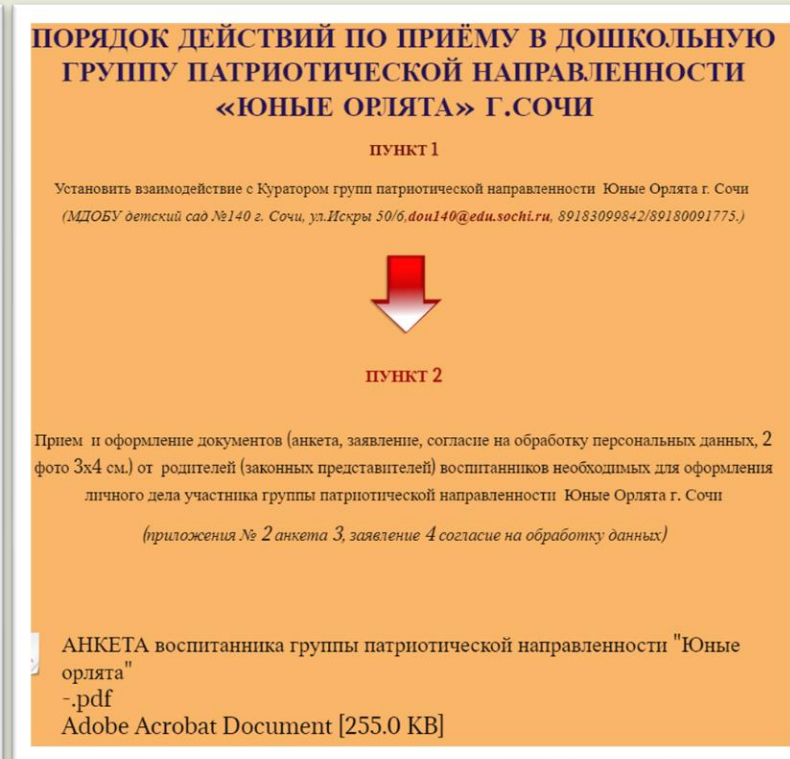 ПОРЯДОК ДЕЙСТВИЙ ПО ПРИЁМУ В ДОШКОЛЬНУЮ
ГРУППУ ПАТРИОТИЧЕСКОЙ НАПРАВЛЕННОСТИ
«ЮНЫЕ ОРЛЯТА» Г.СОЧИ
ПУНКТ 1
Установить взаимодействие с Куратором групп патриотической направленности Юные Орлята г. Сочи
(МДОБУ детский сад №140 г. Сочи, ул.Искры 50/6,dou140@edu.sochi.ru, 89183099842/89180091775.)
ПУНКТ 2
Прием и оформление документов (анкета, заявление, согласие на обработку персональных данных, 2
фото 3х4 см.) от родителей (законных представителей) воспитанников необходимых для оформления
личного дела участника группы патриотической направленности Юные Орлята г. Сочи
(приложения № 2 анкета 3, заявление 4 согласие на обработку данных)
АНКЕТА воспитанника группы патриотической направленности "Юные
орлята"
-.pdf
Adobe Acrobat Document [255.0 KB]